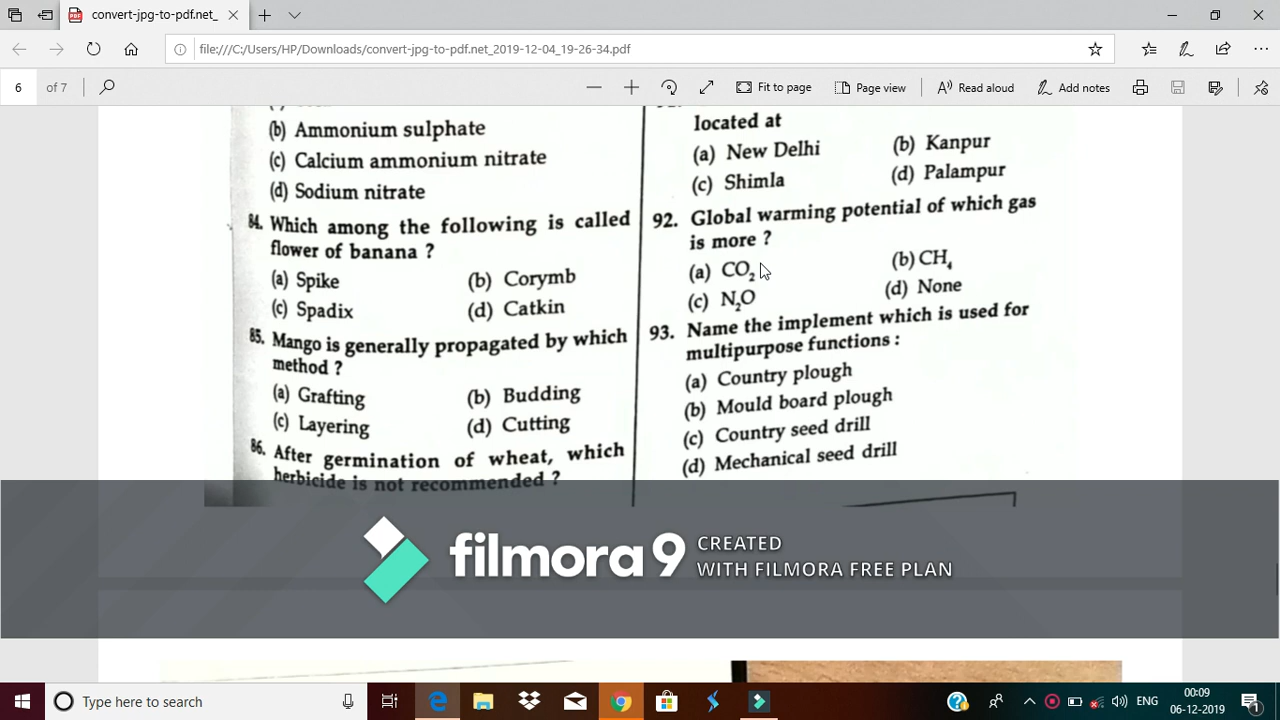 convert-jpg-to-pdf.net_
file:///C:/Users/HP/Downloads/convert-jpg-to-pdf.net_2019-12-04_19-26-34.pdf
6 of 7
Fit to page
Page view
Read aloud
Add notes
(b) Ammonium sulphate
(c) Calcium ammonium nitrate
(d) Sodium nitrate
84. Which among the following is called
flower of banana ?
(a) Spike (b) Corymb
(c) Spadix (d) Catkin
85. Mango is generally propagated by which
method ?
(a) Grafting (b) Budding
(c) Layering (d) Cutting
86. After germination of wheat, which
herbicide is not recommended ?
located at
(a) New Delhi (b) Kanpur
(c) Shimla (d) Palampur
92. Global warming potential of which gas
is more ?
(a) CO₂ (b) CH₄
(c) N₂O (d) None
93. Name the implement which is used for
multipurpose functions :
(a) Country plough
(b) Mould board plough
(c) Country seed drill
(d) Mechanical seed drill
filmora9 CREATED
WITH FILMORA FREE PLAN
Type here to search
ENG
00:09
06-12-2019
1